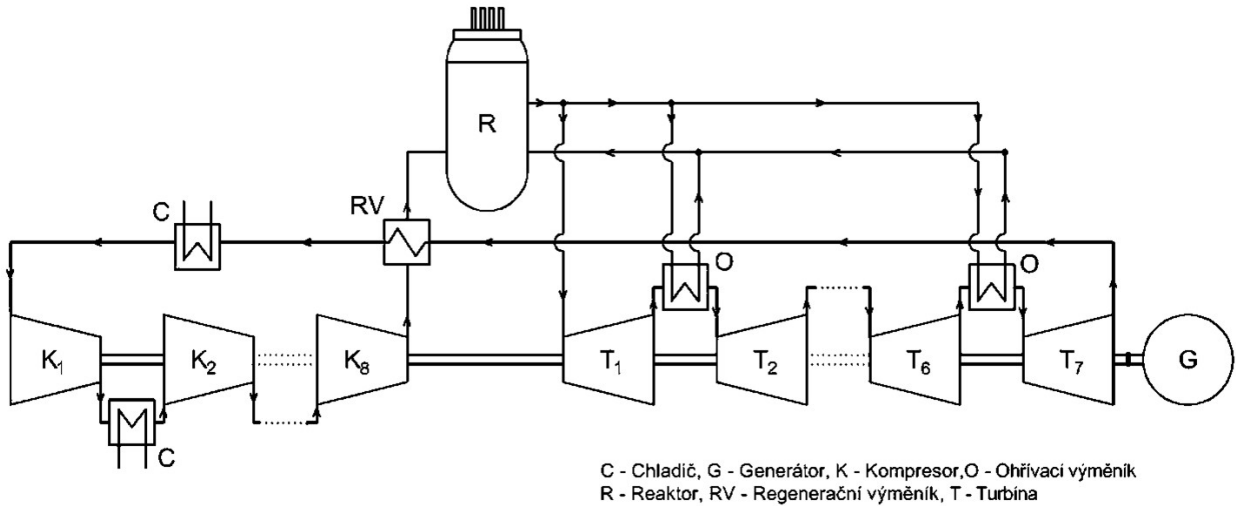 R
C
RV
O
O
K1
K2
K8
T1
T2
T6
T7
G
C
C - Chladič, G - Generátor, K - Kompresor,O - Ohřívací výměník
R - Reaktor, RV - Regenerační výměník, T - Turbína